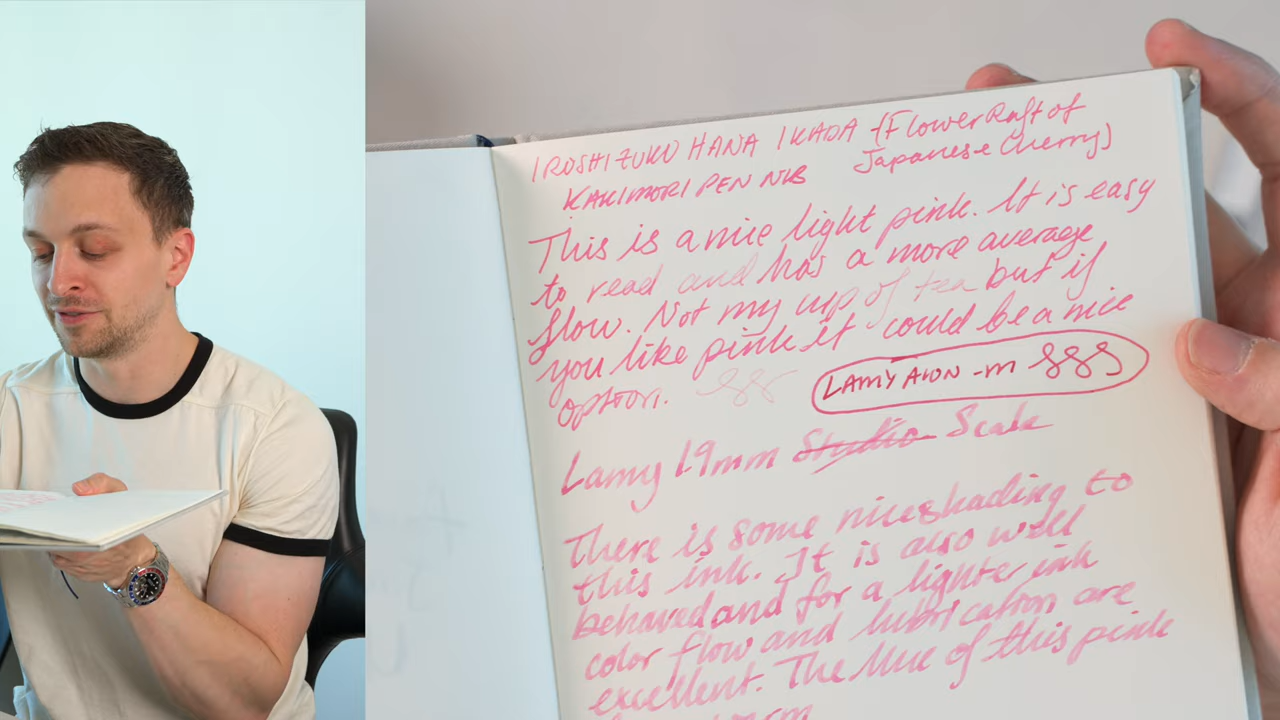 IROSHIZUKU HANA IKADA (Flower Raft of
Japanese Cherry)
KAKIMORI PEN NIB
This is a nice light pink. It is easy
to read and has a more average
flow. Not my cup of tea but if
you like pink it could be a nice
option.
LAMY AION - M
Lamy 1.9mm Studio Scala
There is some nice shading to
this ink. It is also well
behaved and for a lighter ink
color flow and lubrication are
excellent. The hue of this pink